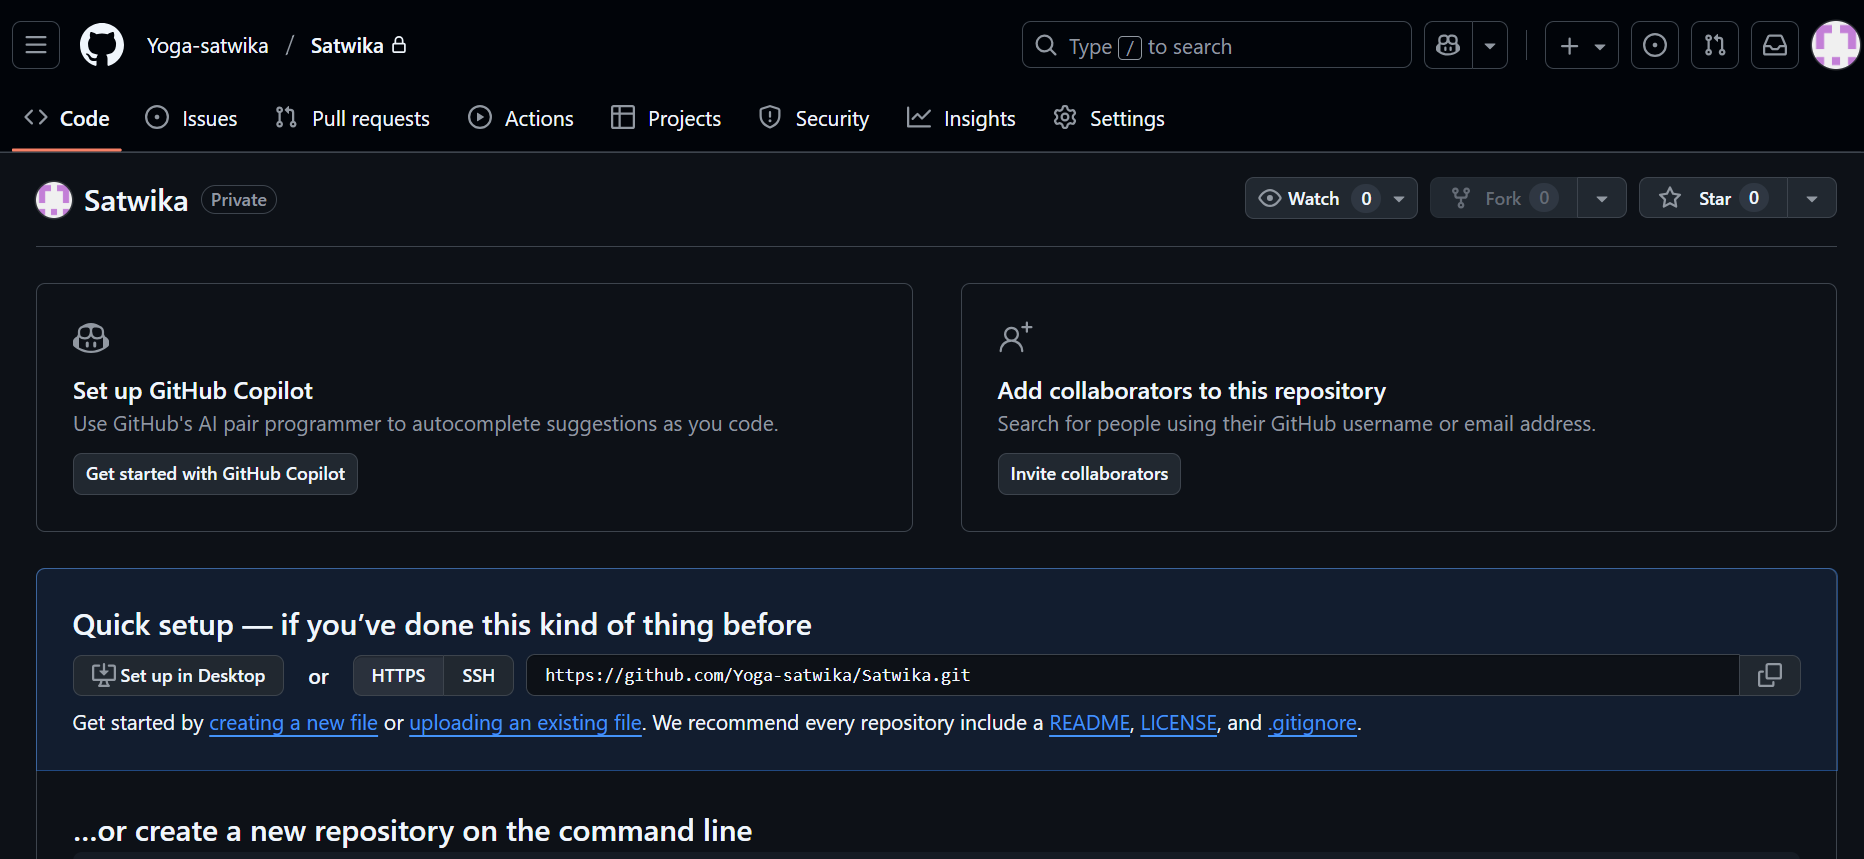 Yoga-satwika / Satwika
Type / to search
Code Issues Pull requests Actions Projects Security Insights Settings
Satwika Private
Watch 0 Fork 0 Star 0
Set up GitHub Copilot
Use GitHub's AI pair programmer to autocomplete suggestions as you code.
Get started with GitHub Copilot
Add collaborators to this repository
Search for people using their GitHub username or email address.
Invite collaborators
Quick setup — if you’ve done this kind of thing before
Set up in Desktop or HTTPS SSH https://github.com/Yoga-satwika/Satwika.git
Get started by creating a new file or uploading an existing file. We recommend every repository include a README, LICENSE, and .gitignore.
...or create a new repository on the command line